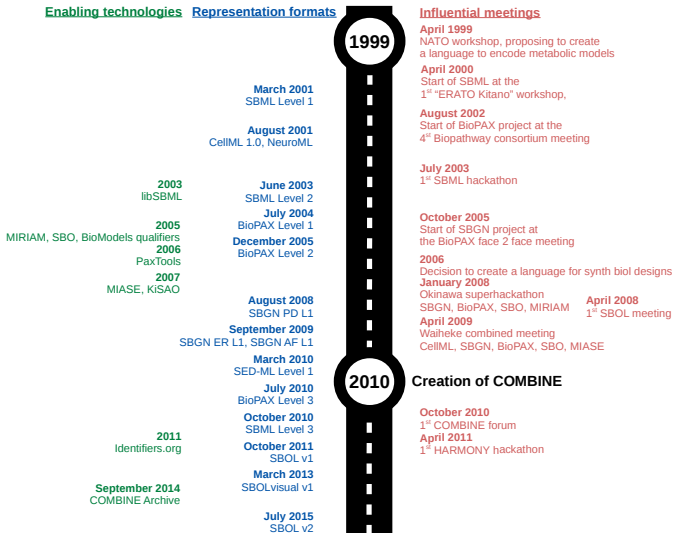 Enabling technologies
2003
libSBML
2005
MIRIAM, SBO, BioModels qualifiers
2006
PaxTools
2007
MIASE, KiSAO
2011
Identifiers.org
September 2014
COMBINE Archive
Representation formats
March 2001
SBML Level 1
August 2001
CellML 1.0, NeuroML
June 2003
SBML Level 2
July 2004
BioPAX Level 1
December 2005
BioPAX Level 2
August 2008
SBGN PD L1
September 2009
SBGN ER L1, SBGN AF L1
March 2010
SED-ML Level 1
July 2010
BioPAX Level 3
October 2010
SBML Level 3
October 2011
SBOL v1
March 2013
SBOLvisual v1
July 2015
SBOL v2
1999
2010
Influential meetings
April 1999
NATO workshop, proposing to create
a language to encode metabolic models
April 2000
Start of SBML at the
1st "ERATO Kitano" workshop,
August 2002
Start of BioPAX project at the
4st Biopathway consortium meeting
July 2003
1st SBML hackathon
October 2005
Start of SBGN project at
the BioPAX face 2 face meeting
2006
Decision to create a language for synth biol designs
January 2008
Okinawa superhackathon
SBGN, BioPAX, SBO, MIRIAM
April 2008
1st SBOL meeting
April 2009
Waiheke combined meeting
CellML, SBGN, BioPAX, SBO, MIASE
Creation of COMBINE
October 2010
1st COMBINE forum
April 2011
1st HARMONY hackathon